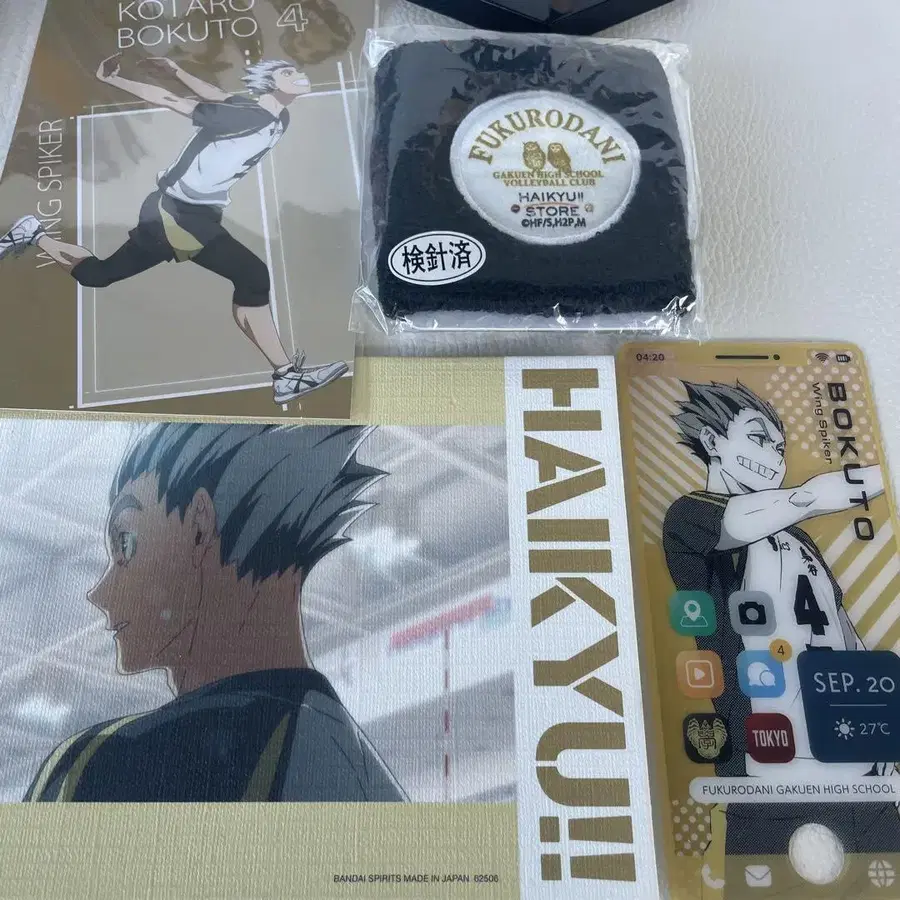 KOTARO
BOKUTO 4
WING SPIKER
FUKURODANI
GAKUEN HIGH SCHOOL
VOLLEYBALL CLUB
HAIKYU!!
STORE
©HF/S,H2P,M
検針済
HAIKYU!!
BANDAI SPIRITS MADE IN JAPAN 62506
04:20
BOKUTO
Wing Spiker
4
4
SEP. 20
27℃
TOKYO
FUKURODANI GAKUEN HIGH SCHOOL